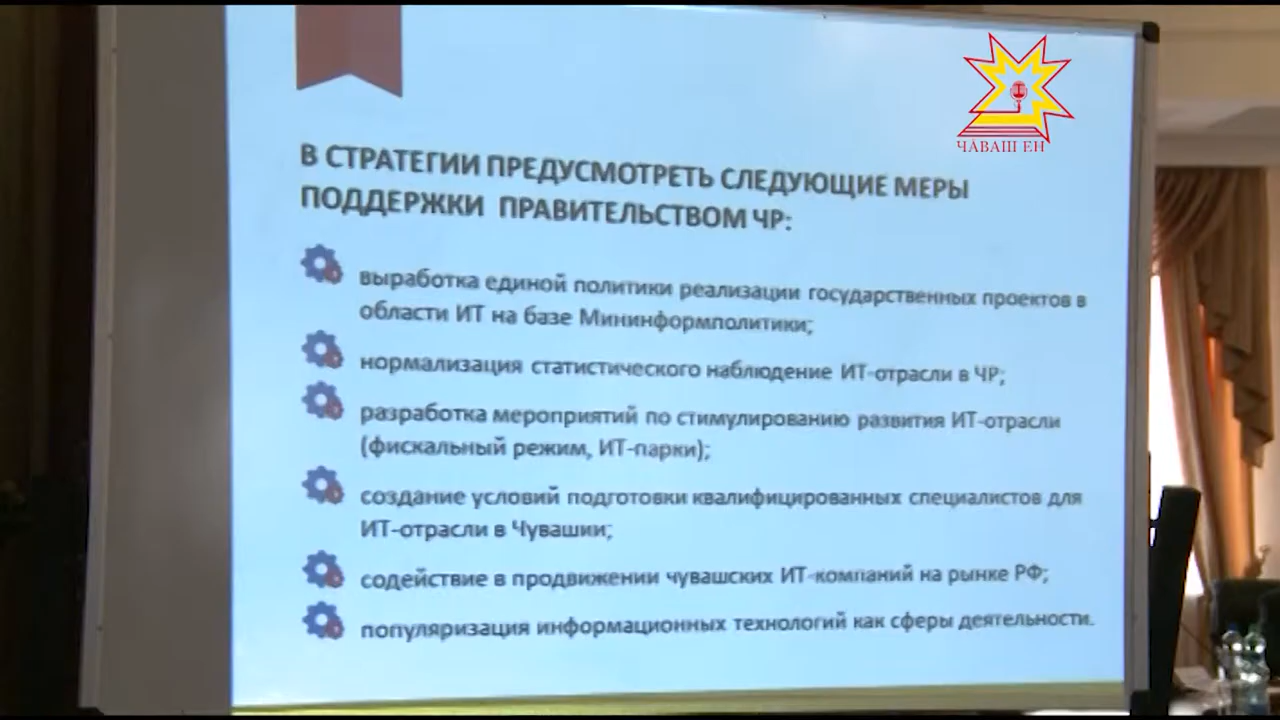 ЧӐВАШ ЕН
В СТРАТЕГИИ ПРЕДУСМОТРЕТЬ СЛЕДУЮЩИЕ МЕРЫ
ПОДДЕРЖКИ ПРАВИТЕЛЬСТВОМ ЧР:
выработка единой политики реализации государственных проектов в
области ИТ на базе Мининформполитики;
нормализация статистического наблюдение ИТ-отрасли в ЧР;
разработка мероприятий по стимулированию развития ИТ-отрасли
(фискальный режим, ИТ-парки);
создание условий подготовки квалифицированных специалистов для
ИТ-отрасли в Чувашии;
содействие в продвижении чувашских ИТ-компаний на рынке РФ;
популяризация информационных технологий как сферы деятельности.